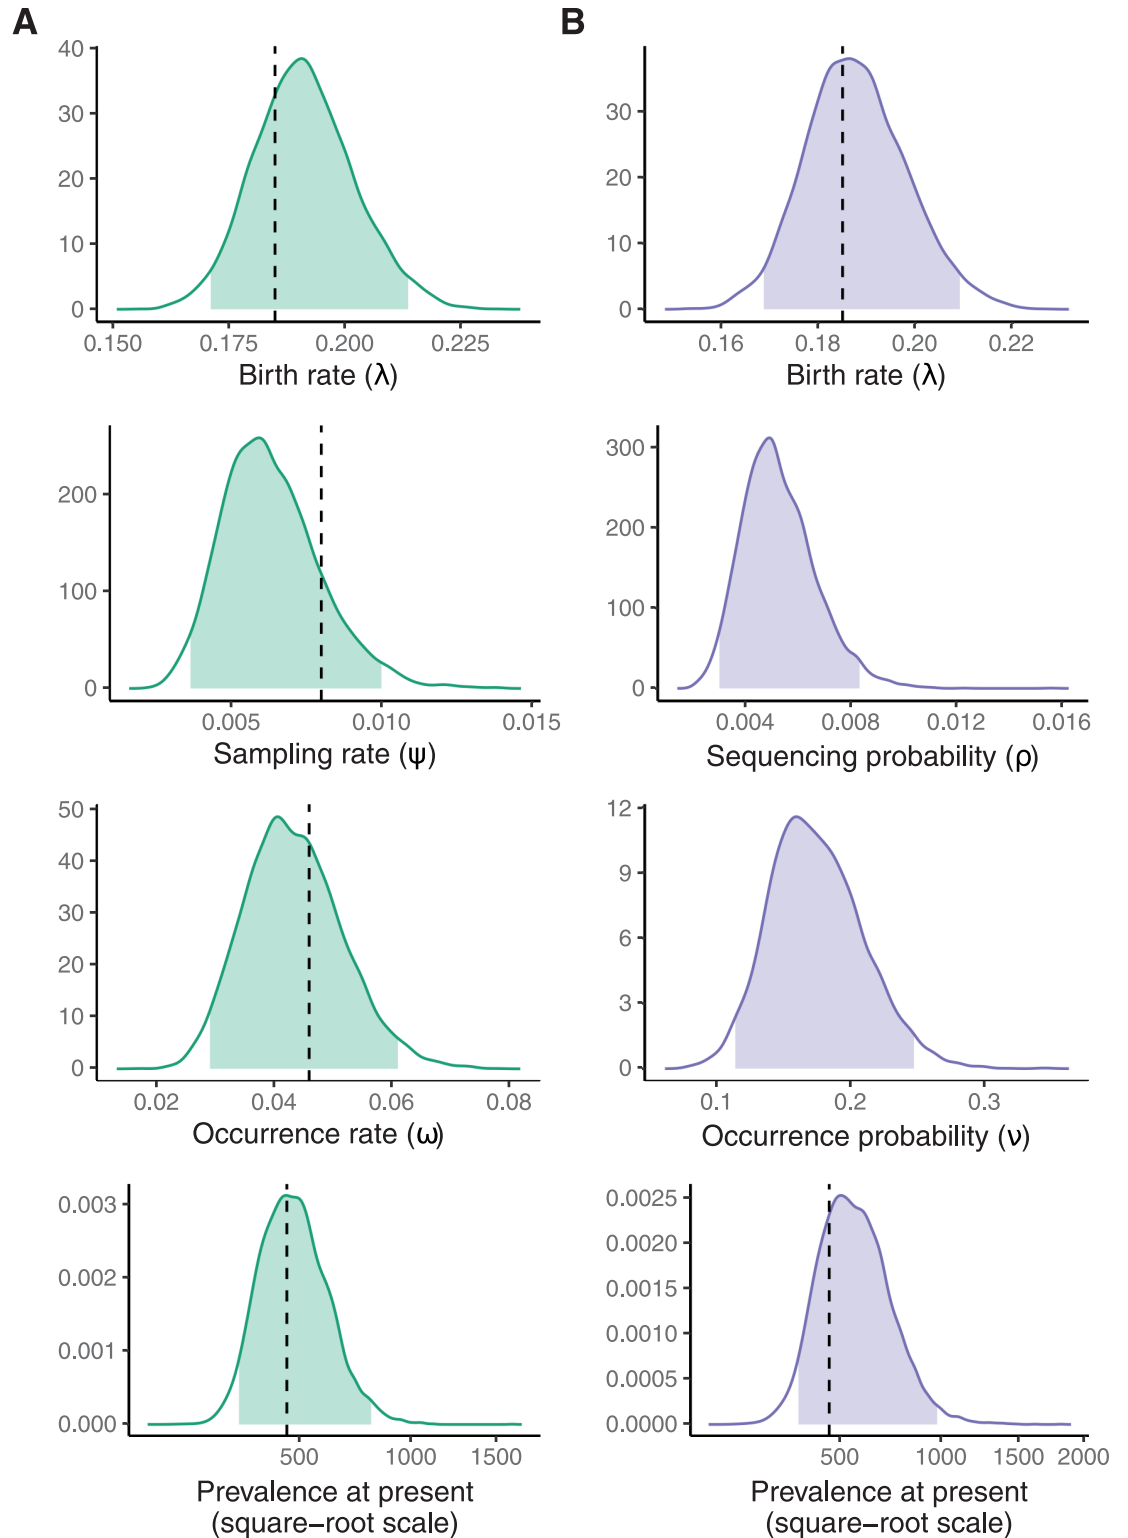 A
B
40
30
20
10
0
0.150 0.175 0.200 0.225
Birth rate (λ)
30
20
10
0
0.16 0.18 0.20 0.22
Birth rate (λ)
200
100
0
0.005 0.010 0.015
Sampling rate (ψ)
300
200
100
0
0.004 0.008 0.012 0.016
Sequencing probability (ρ)
50
40
30
20
10
0
0.02 0.04 0.06 0.08
Occurrence rate (ω)
12
9
6
3
0
0.1 0.2 0.3
Occurrence probability (ν)
0.003
0.002
0.001
0.000
500 1000 1500
Prevalence at present
(square−root scale)
0.0025
0.0020
0.0015
0.0010
0.0005
0.0000
500 1000 1500 2000
Prevalence at present
(square−root scale)